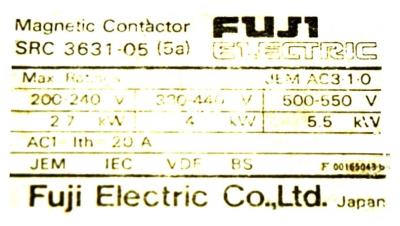 Magnetic Contactor FUJI
SRC 3631-05 (5a) ELECTRIC
Max Ratings JEM AC3-1-0
200-240 V 380-440 V 500-550 V
2.7 kW 4 kW 5.5 kW
AC1- Ith- 20 A
JEM IEC VDE BS
Fuji Electric Co.,Ltd. Japan